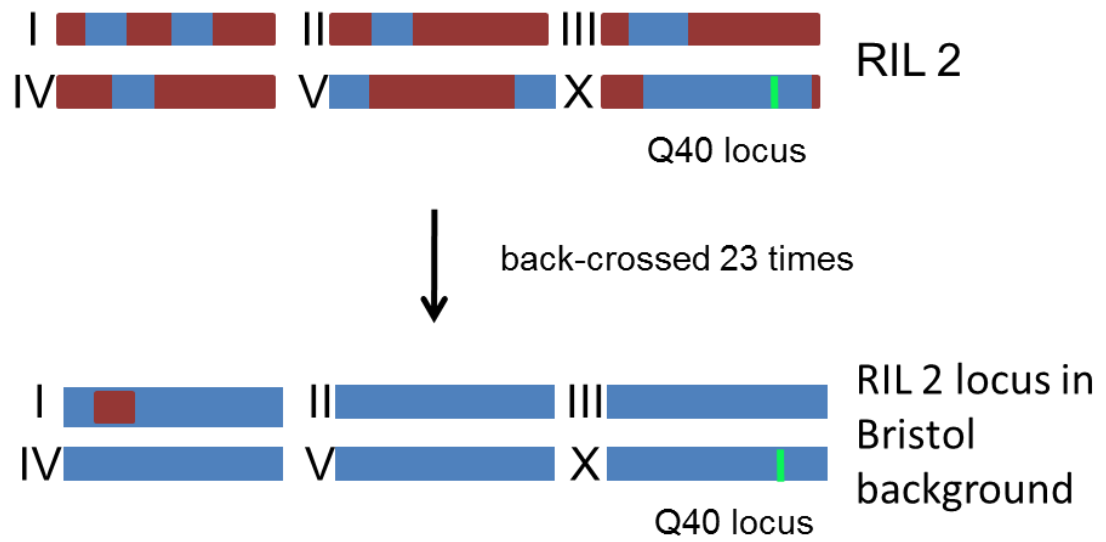 I II III
RIL 2
IV V X
Q40 locus
back-crossed 23 times
I II III
RIL 2 locus in
Bristol
background
IV V X
Q40 locus